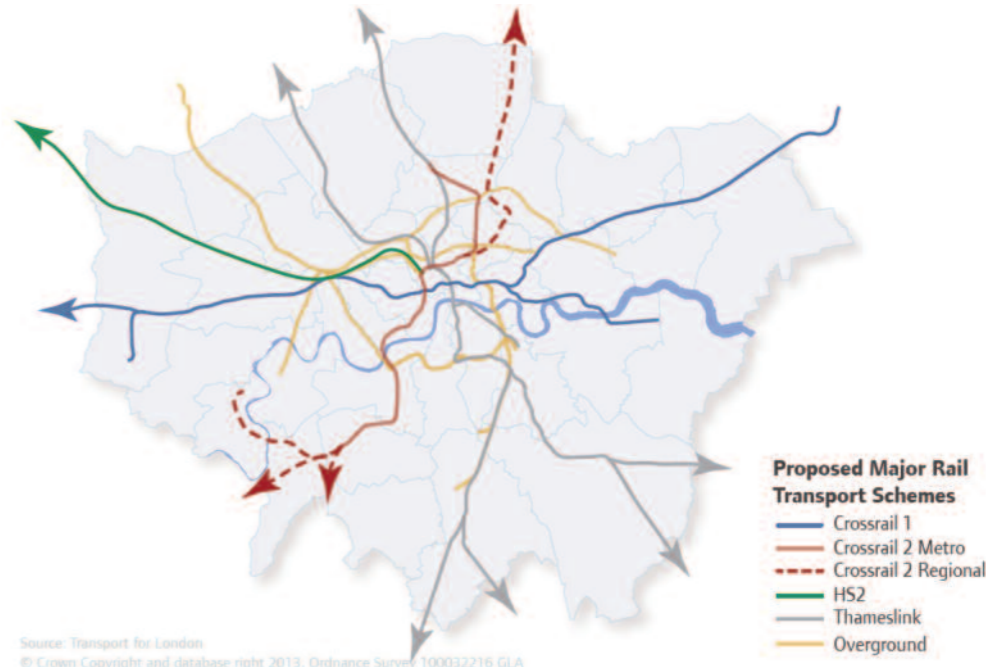 Proposed Major Rail
Transport Schemes
Crossrail 1
Crossrail 2 Metro
Crossrail 2 Regional
HS2
Thameslink
Overground
Source: Transport for London
© Crown Copyright and database right 2013. Ordnance Survey 100032216 GLA